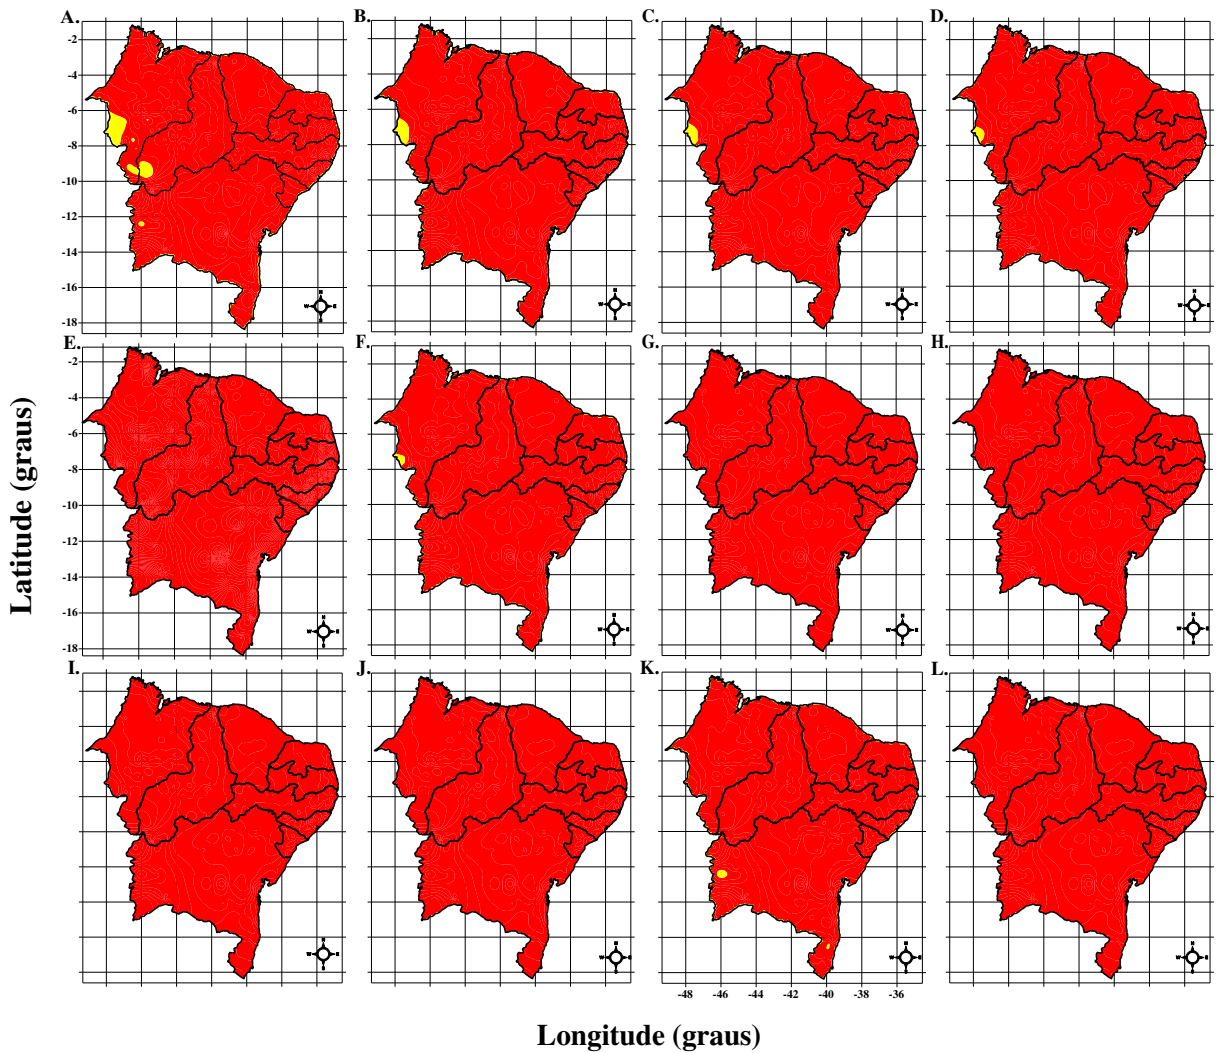 A. B. C. D.
-2
-4
-6
-8
-10
-12
-14
-16
-18
N
W E
S
N
W E
S
N
W E
S
N
W E
S
E. F. G. H.
-2
-4
-6
-8
-10
-12
-14
-16
-18
N
W E
S
N
W E
S
N
W E
S
N
W E
S
I. J. K. L.
N
W E
S
N
W E
S
N
W E
S
N
W E
S
-48 -46 -44 -42 -40 -38 -36
Latitude (graus)
Longitude (graus)